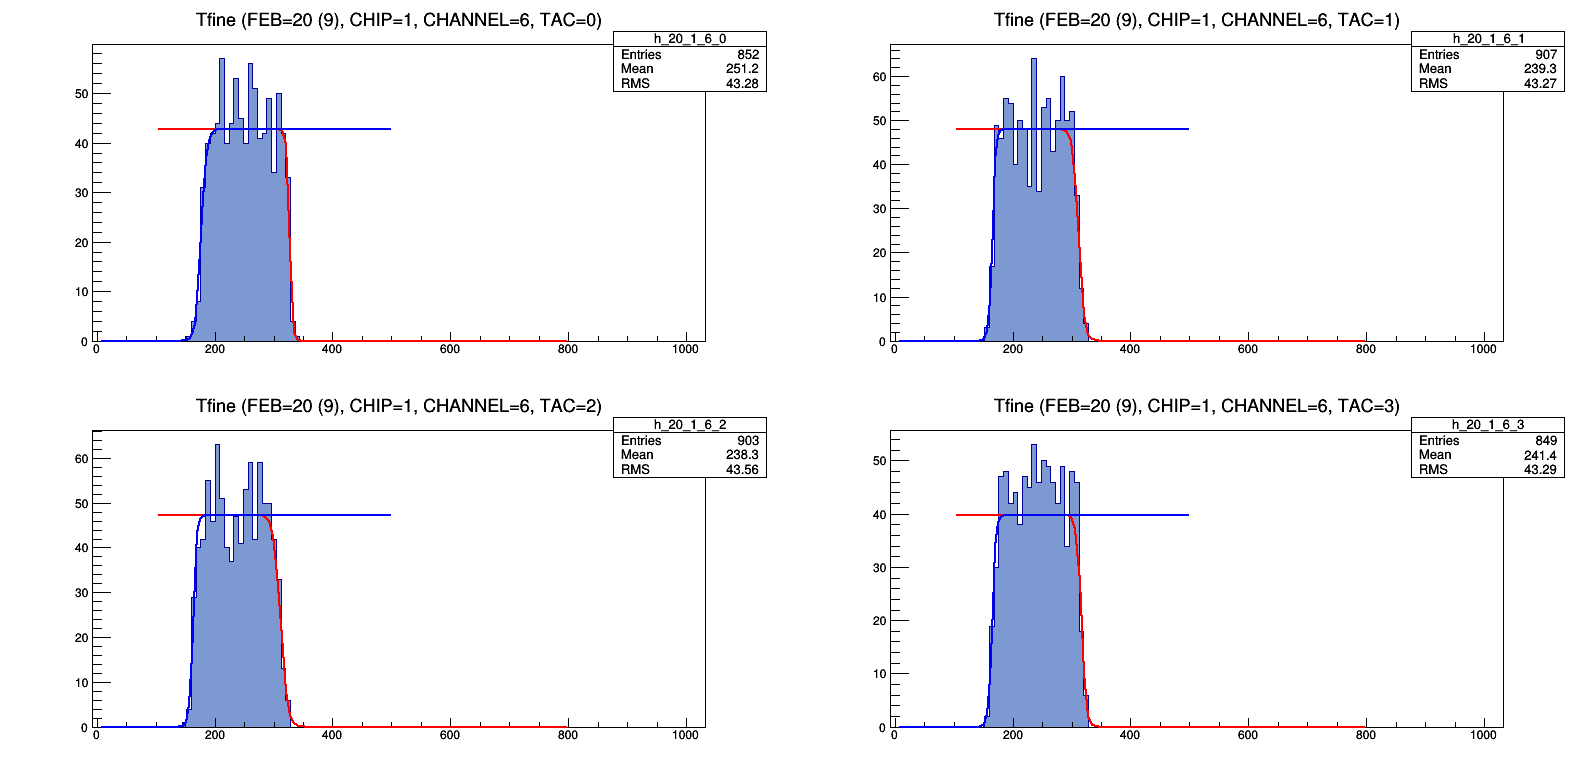 Tfine (FEB=20 (9), CHIP=1, CHANNEL=6, TAC=0)
h_20_1_6_0
Entries 852
Mean 251.2
RMS 43.28
50
40
30
20
10
0
0 200 400 600 800 1000
Tfine (FEB=20 (9), CHIP=1, CHANNEL=6, TAC=1)
h_20_1_6_1
Entries 907
Mean 239.3
RMS 43.27
60
50
40
30
20
10
0
0 200 400 600 800 1000
Tfine (FEB=20 (9), CHIP=1, CHANNEL=6, TAC=2)
h_20_1_6_2
Entries 903
Mean 238.3
RMS 43.56
60
50
40
30
20
10
0
0 200 400 600 800 1000
Tfine (FEB=20 (9), CHIP=1, CHANNEL=6, TAC=3)
h_20_1_6_3
Entries 849
Mean 241.4
RMS 43.29
50
40
30
20
10
0
0 200 400 600 800 1000